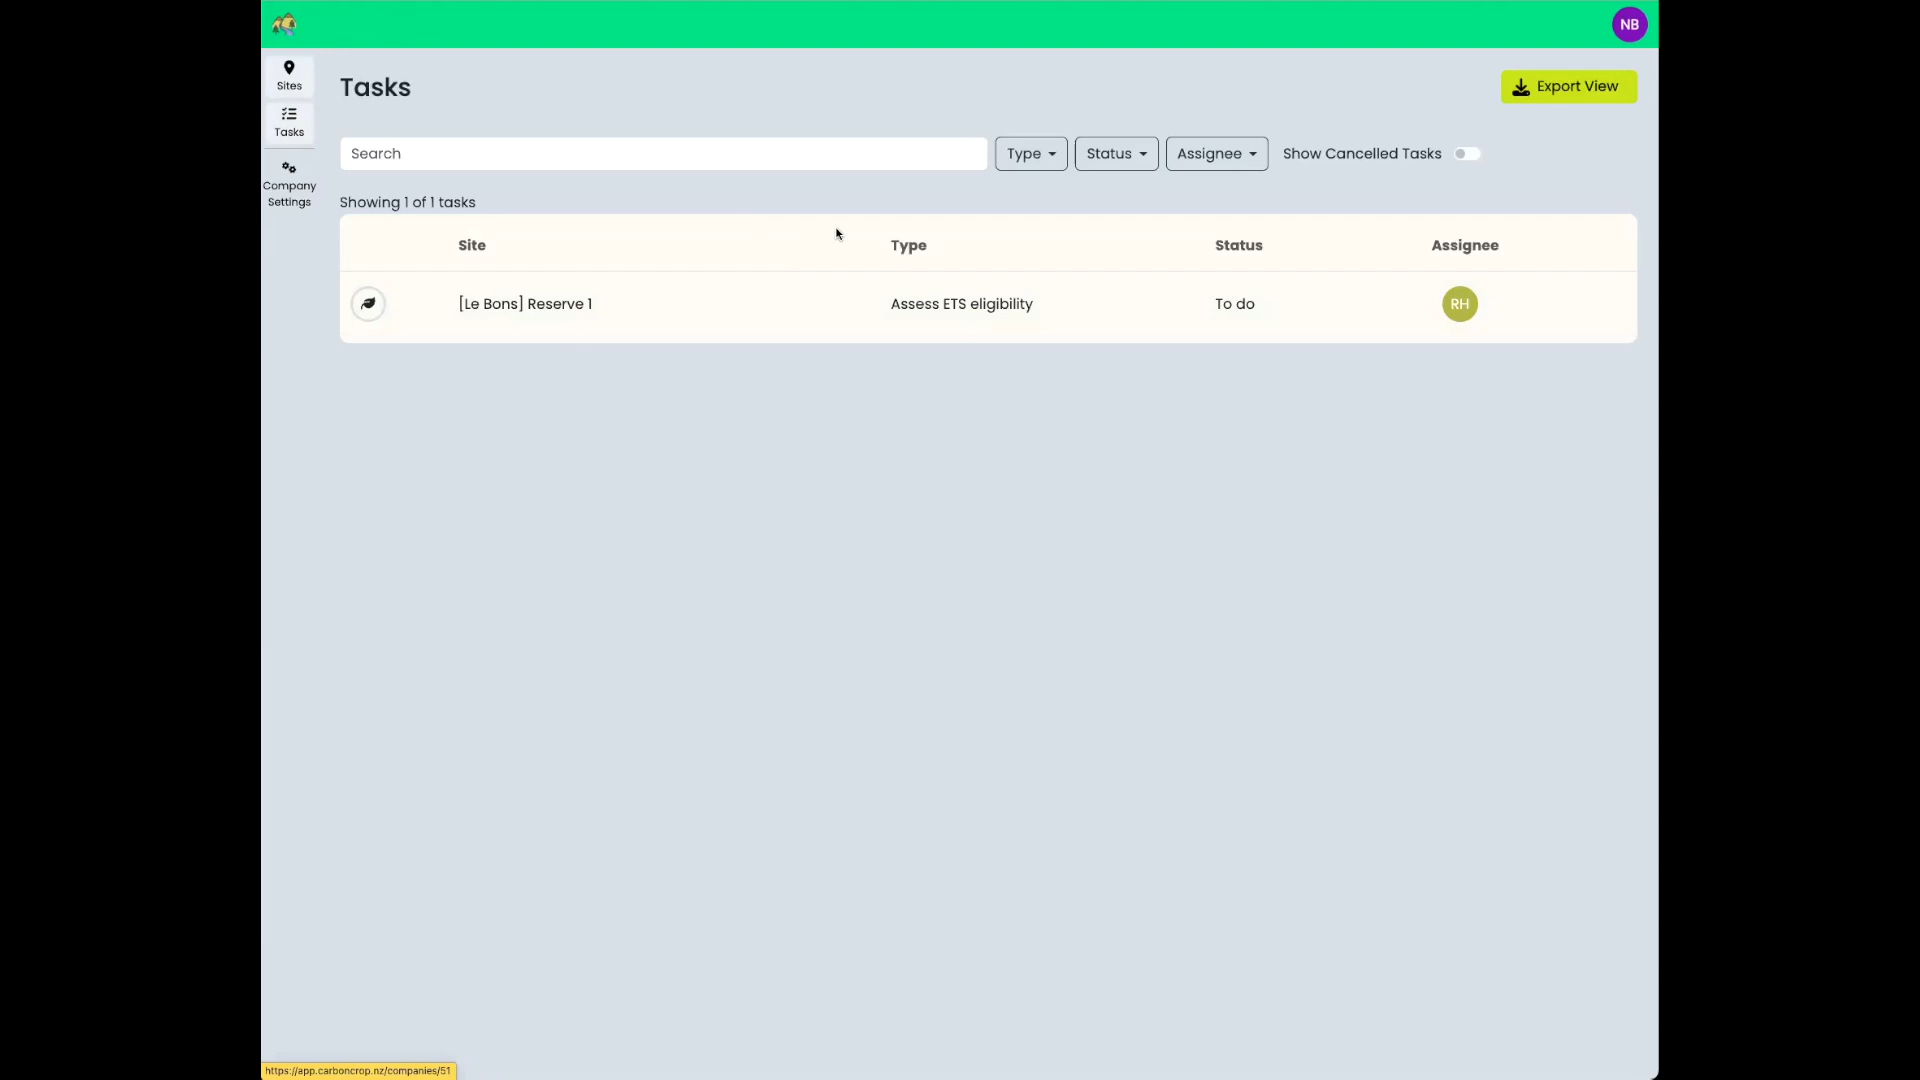 NB
Sites
Tasks
Export View
Tasks
Search
Type
Status
Assignee
Show Cancelled Tasks
Company
Settings
Showing 1 of 1 tasks
Site
Type
Status
Assignee
[Le Bons] Reserve 1
Assess ETS eligibility
To do
RH
https://app.carboncrop.nz/companies/51